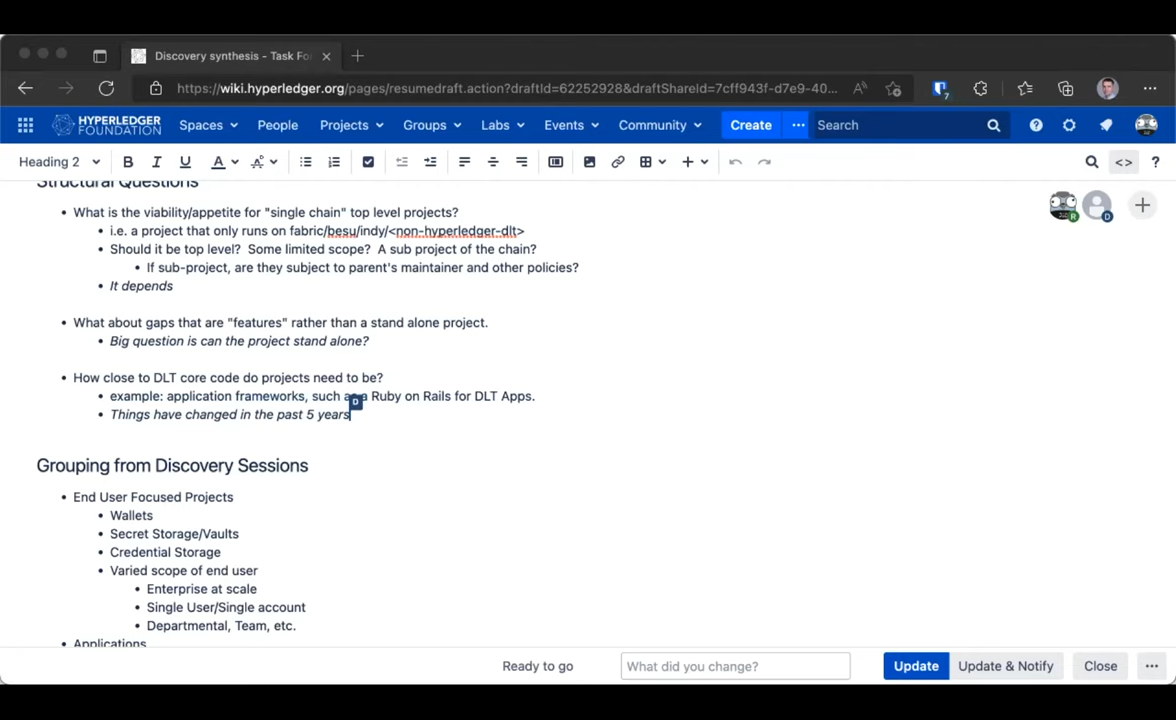 Discovery synthesis - Task Fo
https://wiki.hyperledger.org/pages/resumedraft.action?draftId=62252928&draftShareId=7cff943f-d7e9-40...
7
HYPERLEDGER FOUNDATION
Spaces
People
Projects
Groups
Labs
Events
Community
Create
Search
Heading 2
B I U A
Structural Questions
R
D
• What is the viability/appetite for "single chain" top level projects?
• i.e. a project that only runs on fabric/besu/indy/<non-hyperledger-dlt>
• Should it be top level? Some limited scope? A sub project of the chain?
• If sub-project, are they subject to parent's maintainer and other policies?
• It depends
• What about gaps that are "features" rather than a stand alone project.
• Big question is can the project stand alone?
• How close to DLT core code do projects need to be?
• example: application frameworks, such as a Ruby on Rails for DLT Apps.
D
• Things have changed in the past 5 years
Grouping from Discovery Sessions
• End User Focused Projects
• Wallets
• Secret Storage/Vaults
• Credential Storage
• Varied scope of end user
• Enterprise at scale
• Single User/Single account
• Departmental, Team, etc.
• Applications
Ready to go
What did you change?
Update
Update & Notify
Close